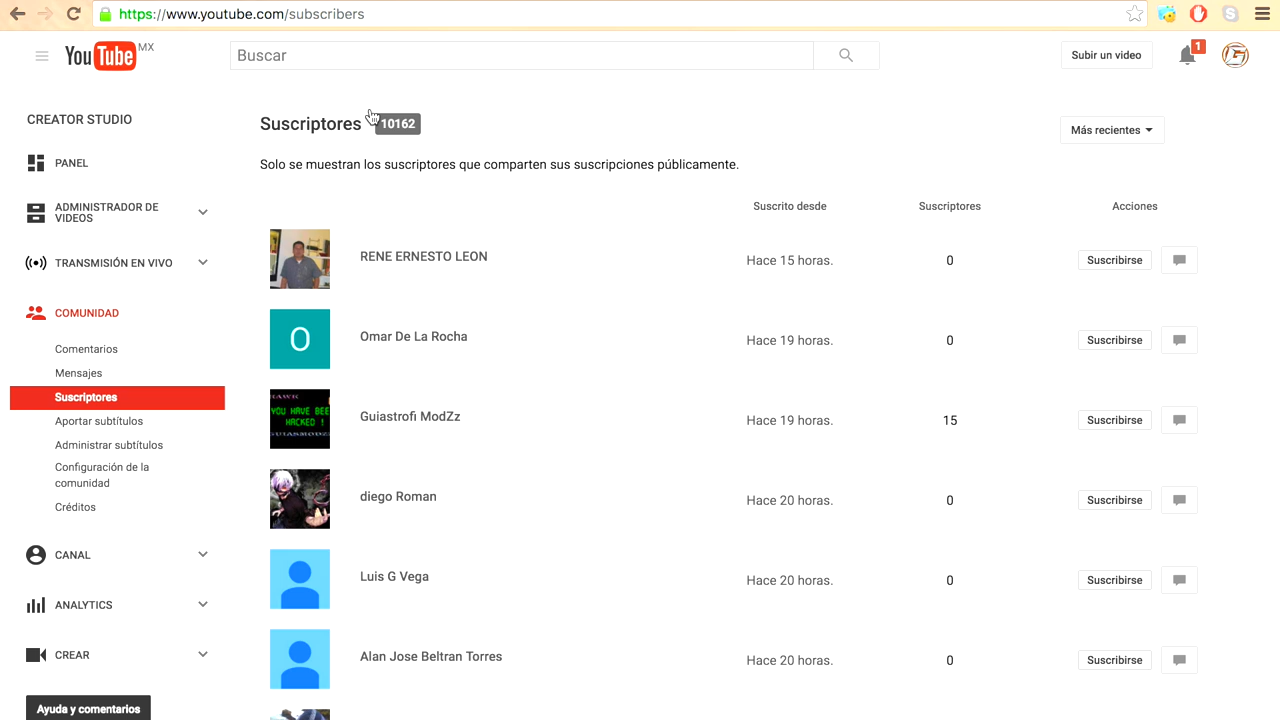 https://www.youtube.com/subscribers
YouTube MX
Buscar
Subir un video
1
CREATOR STUDIO
PANEL
ADMINISTRADOR DE
VIDEOS
TRANSMISIÓN EN VIVO
COMUNIDAD
Comentarios
Mensajes
Suscriptores
Aportar subtítulos
Administrar subtítulos
Configuración de la
comunidad
Créditos
CANAL
ANALYTICS
CREAR
Ayuda y comentarios
Suscriptores 10162
Más recientes
Solo se muestran los suscriptores que comparten sus suscripciones públicamente.
Suscrito desde Suscriptores Acciones
RENE ERNESTO LEON Hace 15 horas. 0 Suscribirse
O Omar De La Rocha Hace 19 horas. 0 Suscribirse
YOU HAVE BEE
HACKED !
GUIASMODZ
Guiastrofi ModZz Hace 19 horas. 15 Suscribirse
diego Roman Hace 20 horas. 0 Suscribirse
Luis G Vega Hace 20 horas. 0 Suscribirse
Alan Jose Beltran Torres Hace 20 horas. 0 Suscribirse